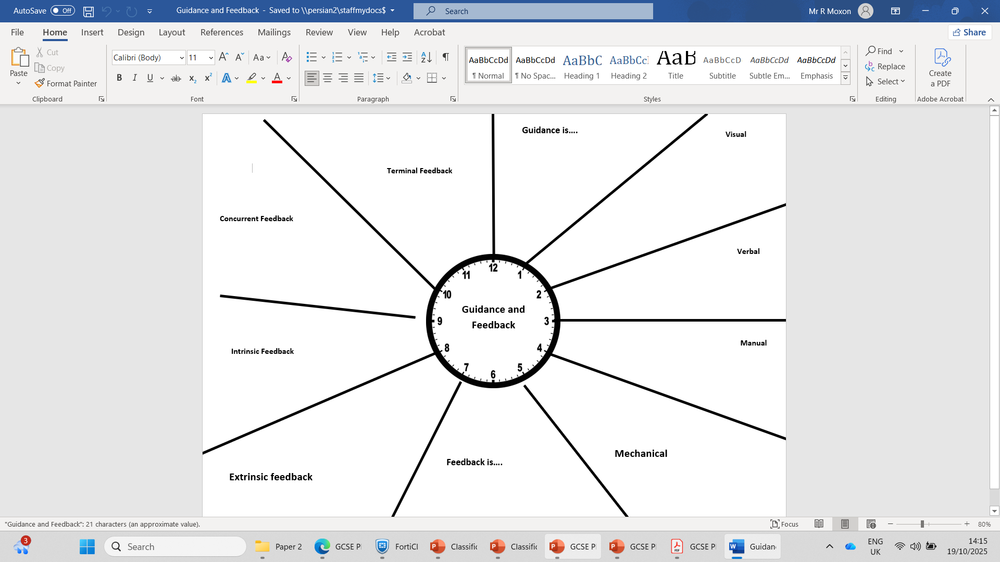 AutoSave Off Guidance and Feedback - Saved to \\persian2\staffmydocs$ Search Mr R Moxon
File Home Insert Design Layout References Mailings Review View Help Acrobat Share
Paste Cut Copy Format Painter
Clipboard
Calibri (Body) 11
Font
Paragraph
AaBbCcDd AaBbCcDd AaBbC AaBbCc AaB AaBbCcD AaBbCcDd AaBbCcDd
¶ Normal ¶ No Spac... Heading 1 Heading 2 Title Subtitle Subtle Em... Emphasis
Styles
Find
Replace
Select
Editing
Create
a PDF
Adobe Acrobat
Guidance is....
Visual
Terminal Feedback
Concurrent Feedback
Verbal
12
11 1
10 2
Guidance and
9 3
Feedback
8 4
7 5
6
Manual
Intrinsic Feedback
Mechanical
Feedback is....
Extrinsic feedback
"Guidance and Feedback": 21 characters (an approximate value). Focus 80%
3 Search Paper 2 GCSE P FortiCl Classific Classific GCSE P GCSE P GCSE P Guidan ENG 14:15
UK 19/10/2025